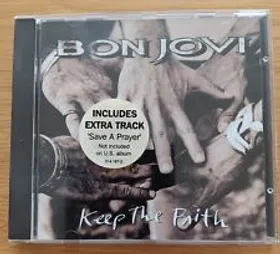 BON JOVI
INCLUDES
EXTRA TRACK
'Save A Prayer'
Not included
on U.S. album
Keep The Faith